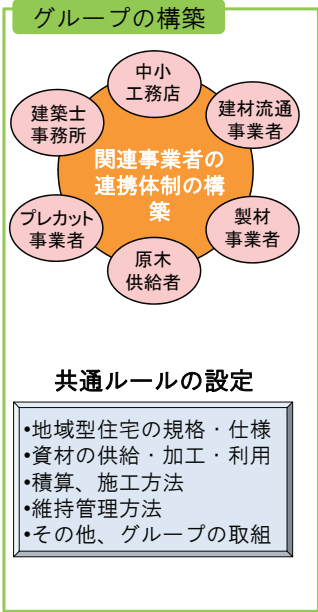 グループの構築
中小
工務店
建築士
事務所
建材流通
事業者
関連事業者の
連携体制の構
築
プレカット
事業者
製材
事業者
原木
供給者
共通ルールの設定
•地域型住宅の規格・仕様
•資材の供給・加工・利用
•積算、施工方法
•維持管理方法
•その他、グループの取組